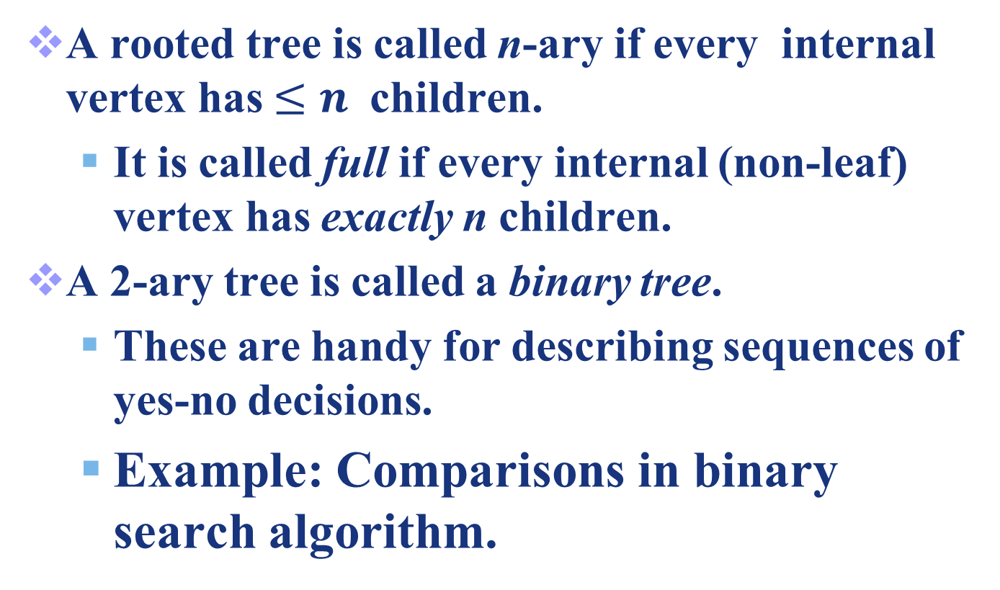 ❖A rooted tree is called n-ary if every internal
vertex has ≤ n children.
▪ It is called full if every internal (non-leaf)
vertex has exactly n children.
❖A 2-ary tree is called a binary tree.
▪ These are handy for describing sequences of
yes-no decisions.
▪ Example: Comparisons in binary
search algorithm.